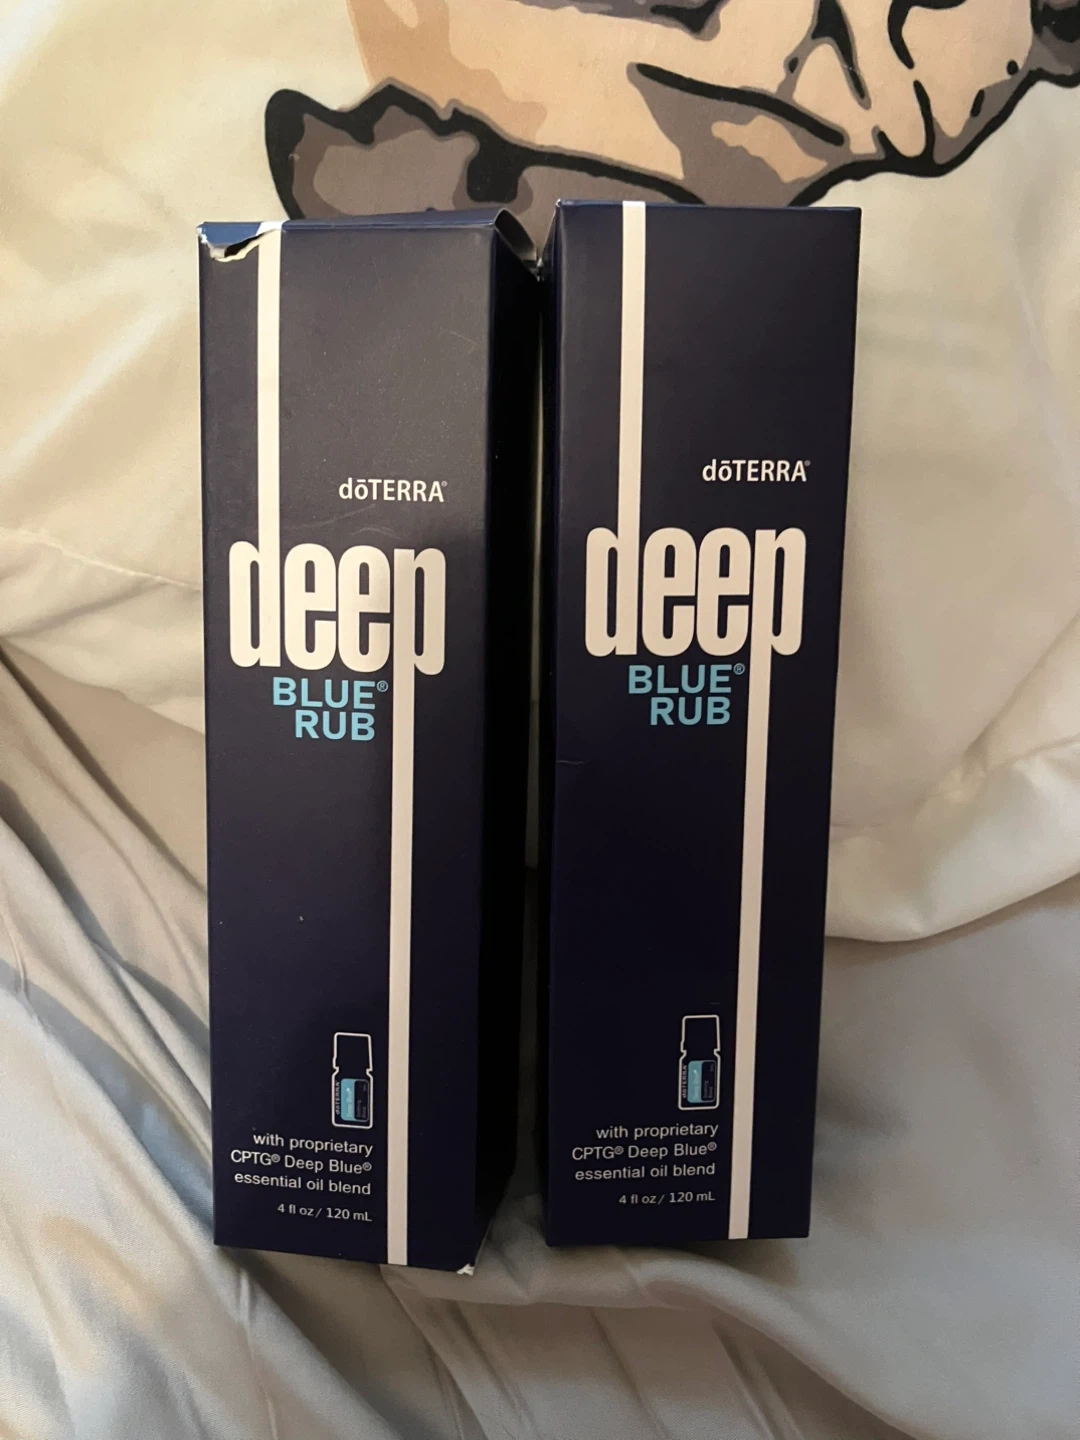 dōTERRA®
deep
BLUE®
RUB
with proprietary
CPTG® Deep Blue®
essential oil blend
4 fl oz / 120 mL
dōTERRA®
deep
BLUE®
RUB
with proprietary
CPTG® Deep Blue®
essential oil blend
4 fl oz / 120 mL